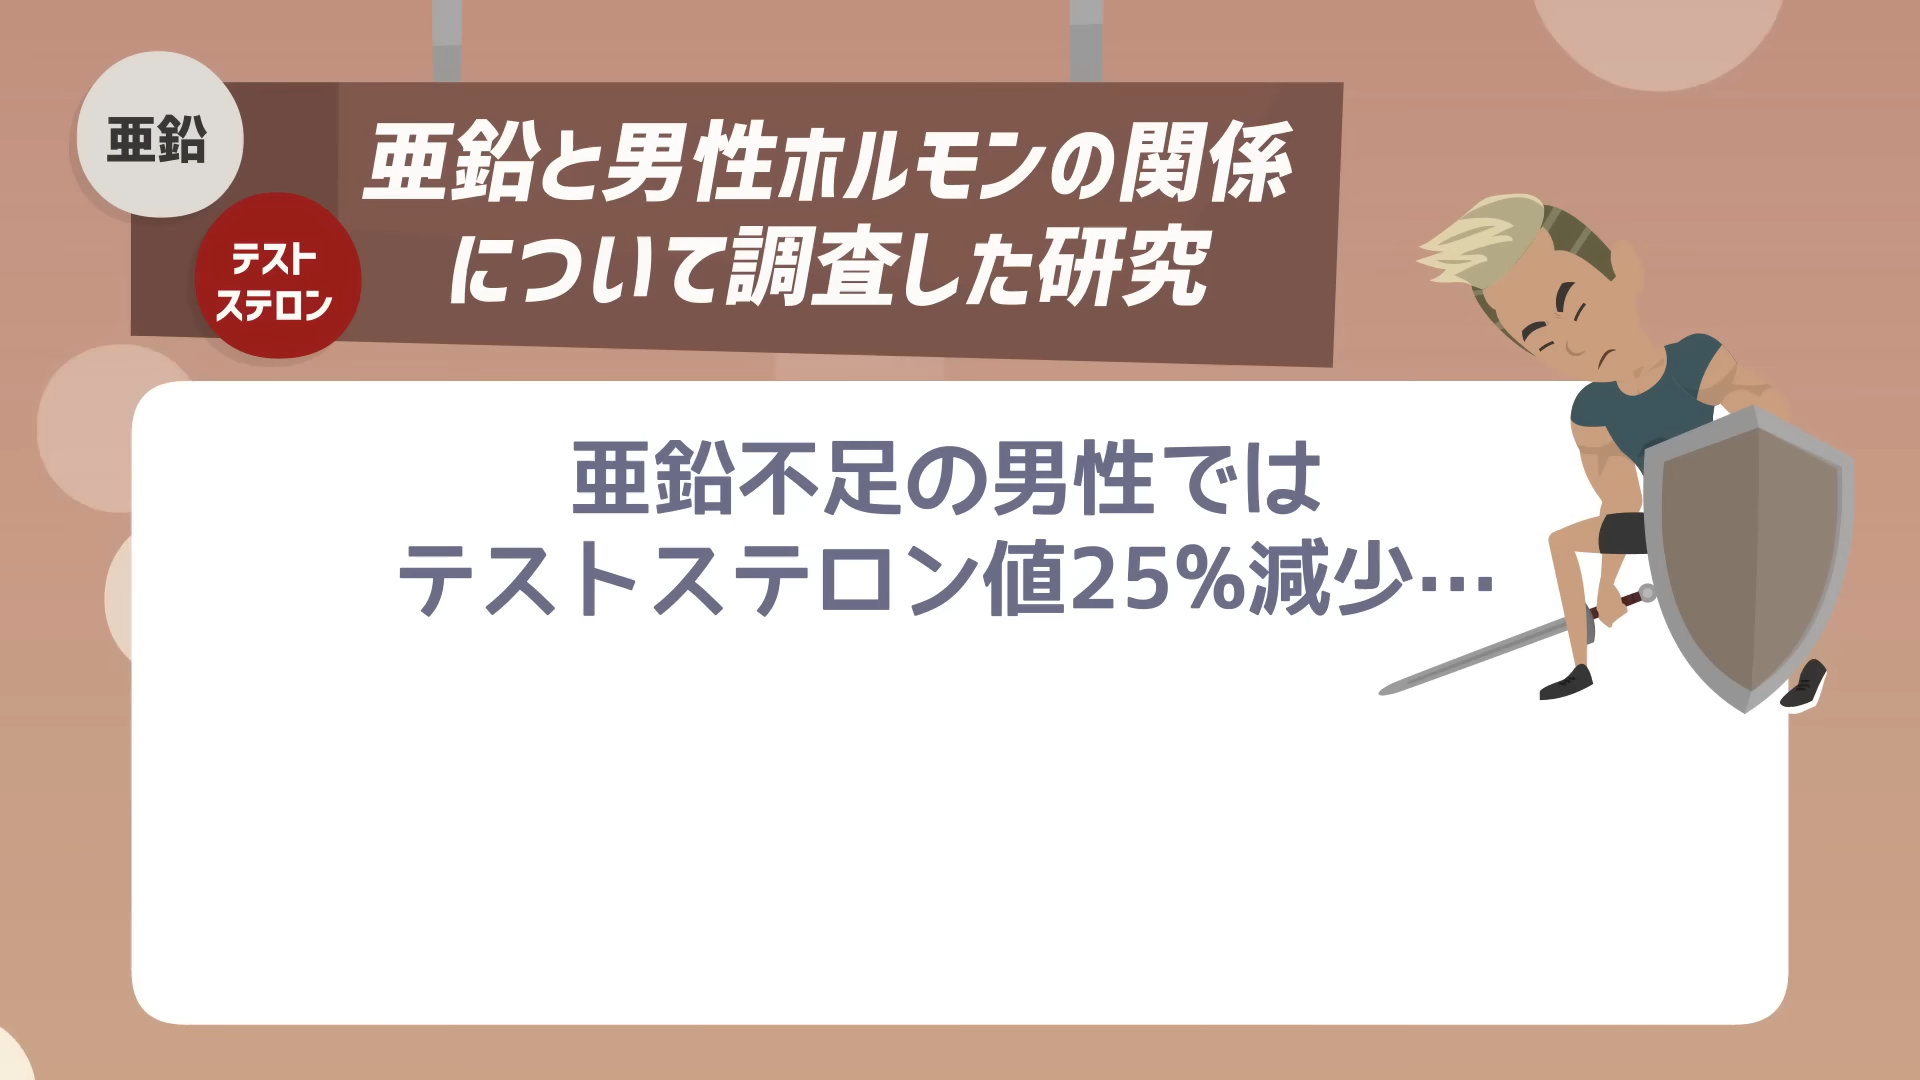 亜鉛
テスト
ステロン
亜鉛と男性ホルモンの関係
について調査した研究
亜鉛不足の男性では
テストステロン値25%減少…